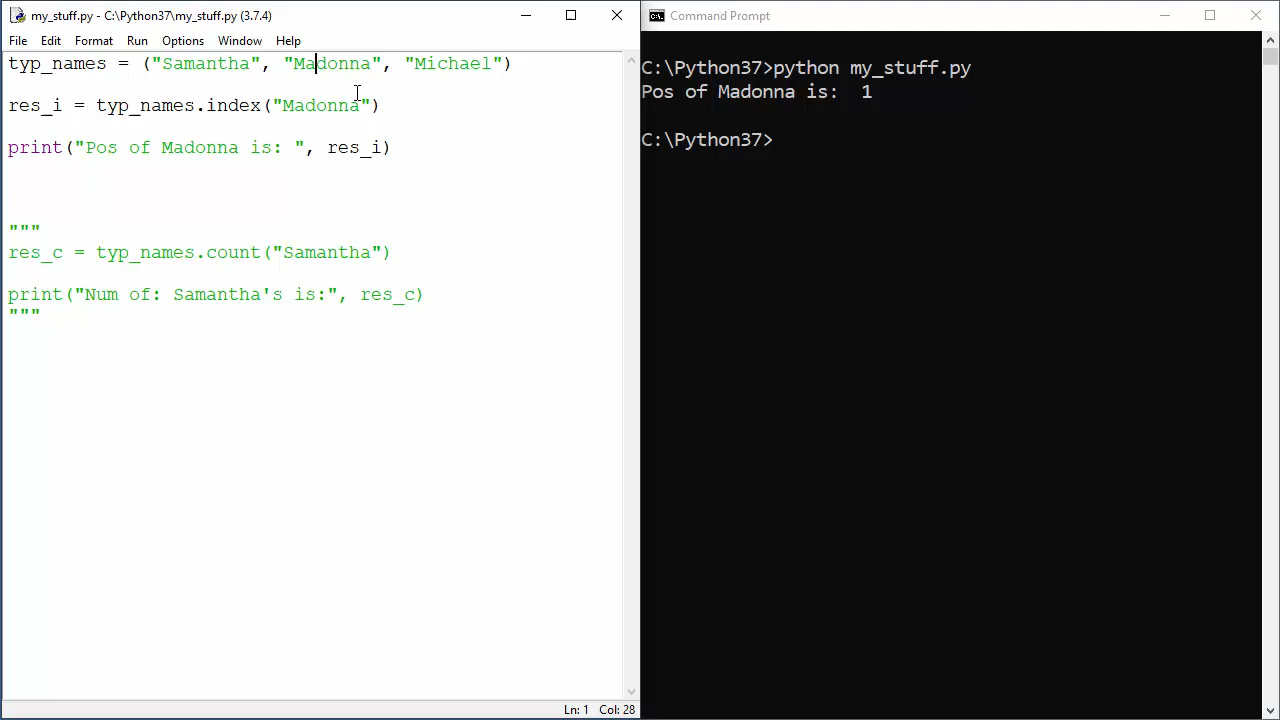 my_stuff.py - C:\Python37\my_stuff.py (3.7.4)
File Edit Format Run Options Window Help
typ_names = ("Samantha", "Madonna", "Michael")
res_i = typ_names.index("Madonna")
print("Pos of Madonna is: ", res_i)
"""
res_c = typ_names.count("Samantha")
print("Num of: Samantha's is:", res_c)
"""
Ln: 1 Col: 28
Command Prompt
C:\Python37>python my_stuff.py
Pos of Madonna is:  1
C:\Python37>